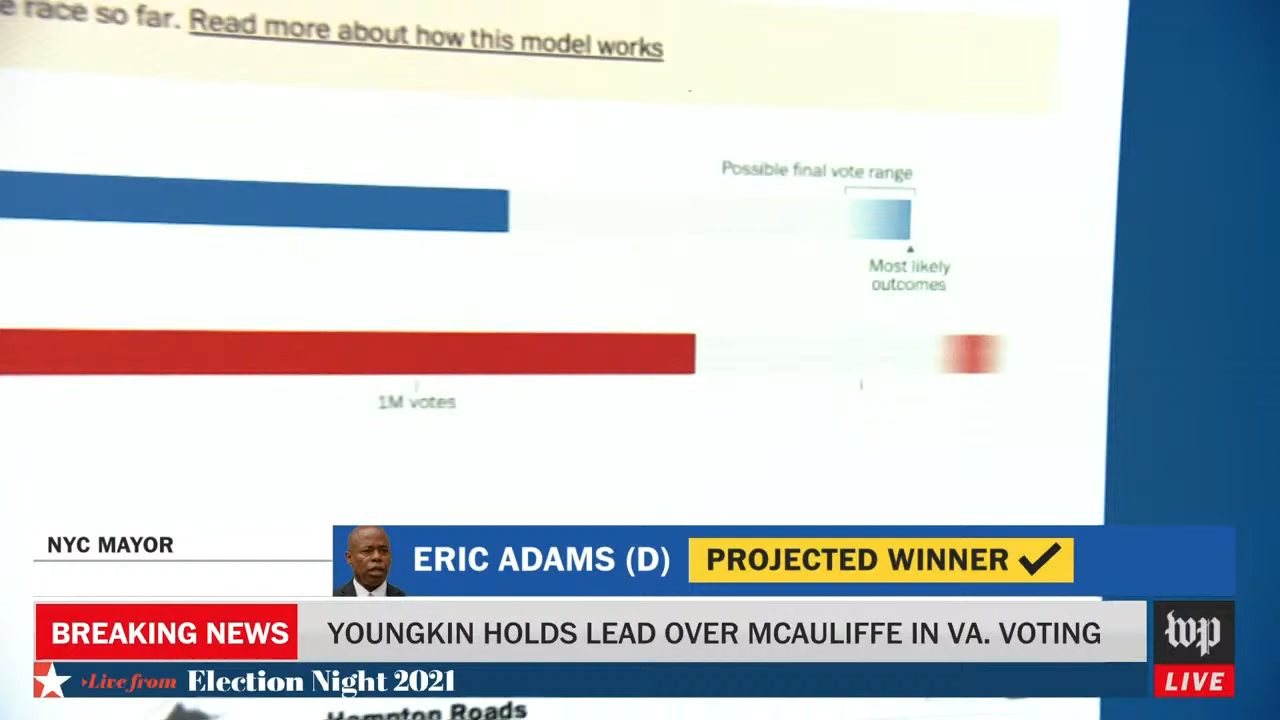 e race so far. Read more about how this model works
Possible final vote range
Most likely
outcomes
1M votes
NYC MAYOR
ERIC ADAMS (D)
PROJECTED WINNER
BREAKING NEWS
YOUNGKIN HOLDS LEAD OVER MCAULIFFE IN VA. VOTING
wp
LIVE
Live from Election Night 2021
Hampton Roads